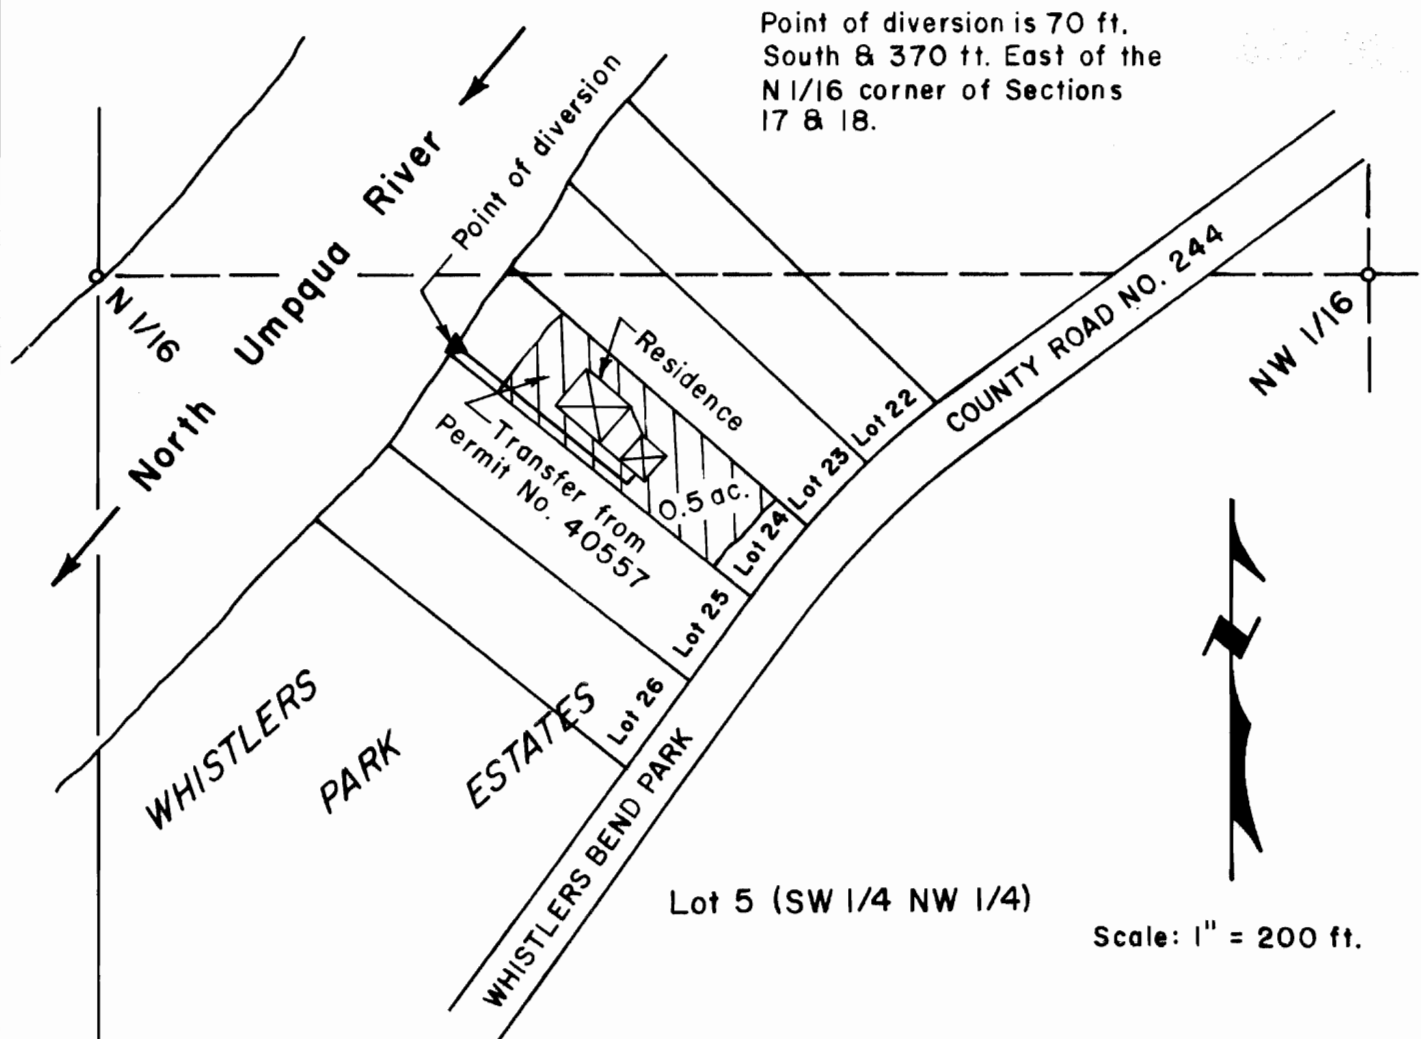 Point of diversion is 70 ft.
South & 370 ft. East of the
N 1/16 corner of Sections
17 & 18.
Point of diversion
North Umpqua River
N 1/16
Residence
Transfer from
Permit No. 40557
0.5 ac.
Lot 22
Lot 23
Lot 24
Lot 25
Lot 26
COUNTY ROAD NO. 244
NW 1/16
WHISTLERS
PARK
ESTATES
WHISTLERS BEND PARK
Lot 5 (SW 1/4 NW 1/4)
Scale: 1" = 200 ft.